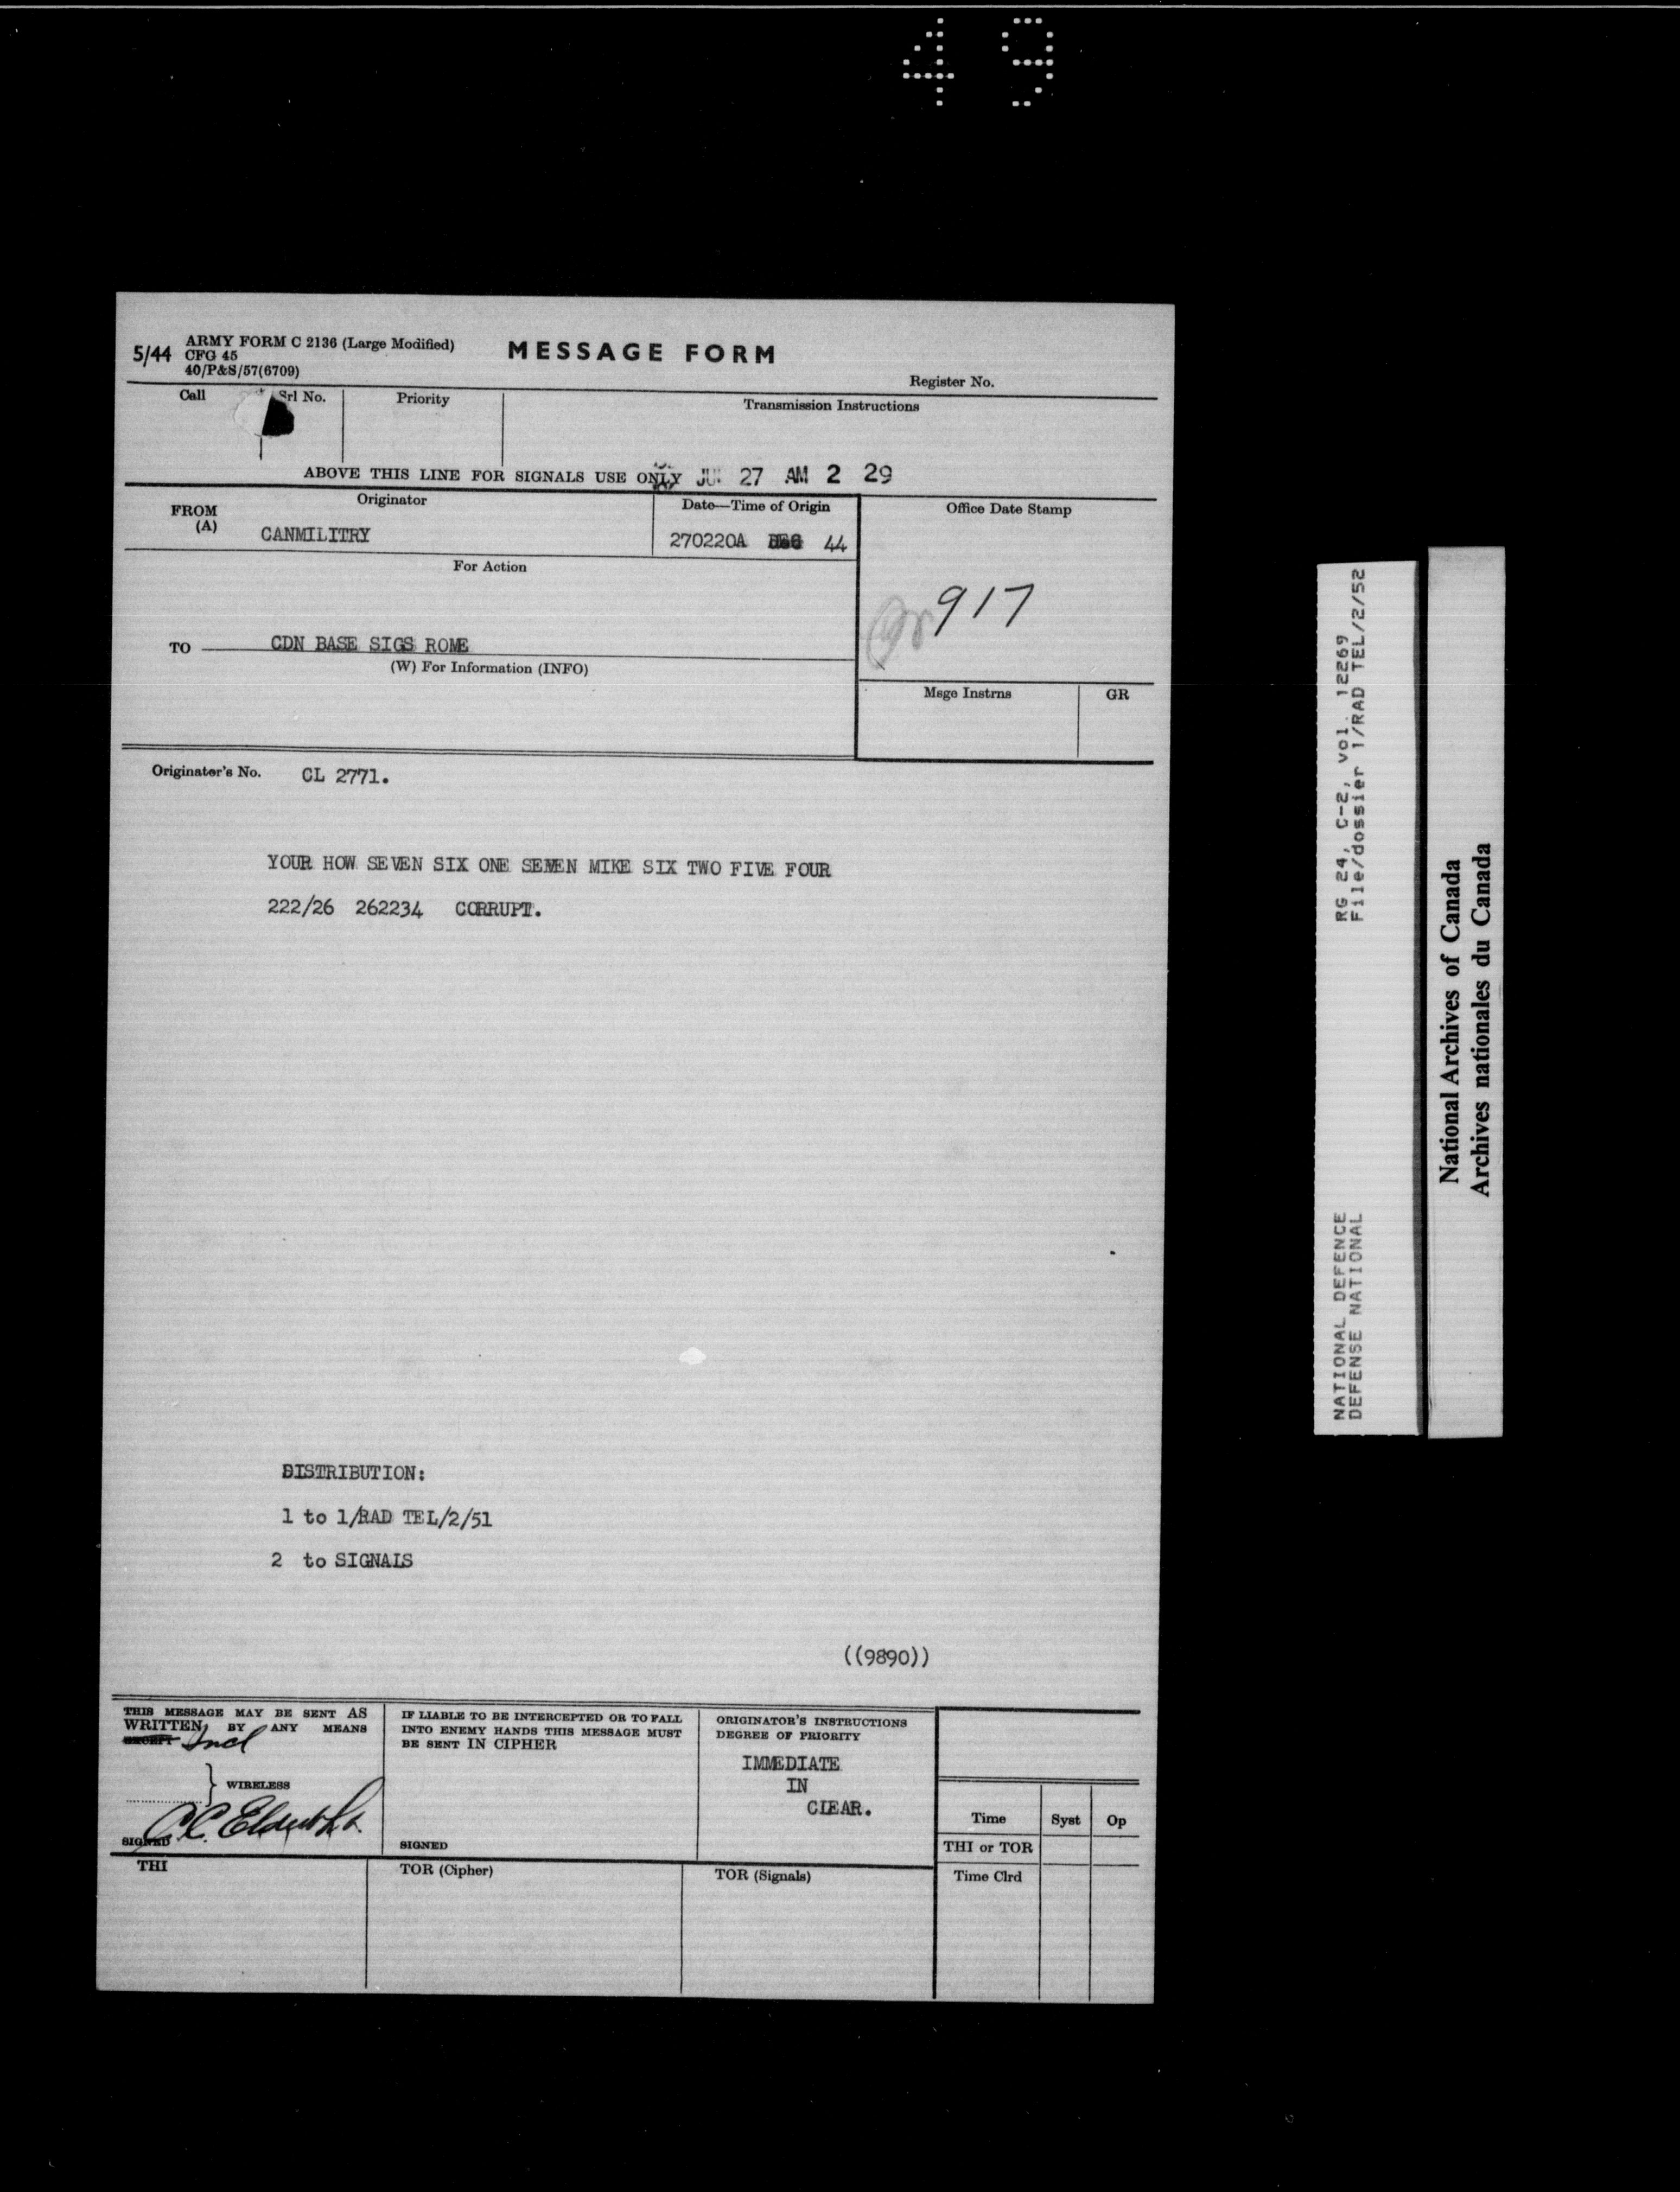 49
5/44 ARMY FORM C 2136 (Large Modified)
CFG 45
40/P&S/57(6709)
MESSAGE FORM
Register No.
Call
Srl No.
Priority
Transmission Instructions
ABOVE THIS LINE FOR SIGNALS USE ONLY
27 AM 2 29
FROM
(A)
Originator
CANMILITRY
Date—Time of Origin
270220A DEC 44
Office Date Stamp
917
For Action
TO CDN BASE SIGS ROME
(W) For Information (INFO)
Msge Instrns
GR
Originator's No. CL 2771.
YOUR HOW SEVEN SIX ONE SEVEN MIKE SIX TWO FIVE FOUR
222/26 262234 CORRUPT.
DISTRIBUTION:
1 to 1/RAD TEL/2/51
2 to SIGNALS
((9890))
THIS MESSAGE MAY BE SENT AS
WRITTEN BY ANY MEANS
EXCEPT Incl
WIRELESS
SIGNED
IF LIABLE TO BE INTERCEPTED OR TO FALL
INTO ENEMY HANDS THIS MESSAGE MUST
BE SENT IN CIPHER
SIGNED
ORIGINATOR'S INSTRUCTIONS
DEGREE OF PRIORITY
IMMEDIATE
IN
CLEAR.
Time
Syst
Op
THI or TOR
Time Clrd
THI
TOR (Cipher)
TOR (Signals)
RG 24, C-2, vol. 12269
File/dossier 1/RAD TEL/2/52
NATIONAL DEFENCE
DEFENSE NATIONAL
National Archives of Canada
Archives nationales du Canada